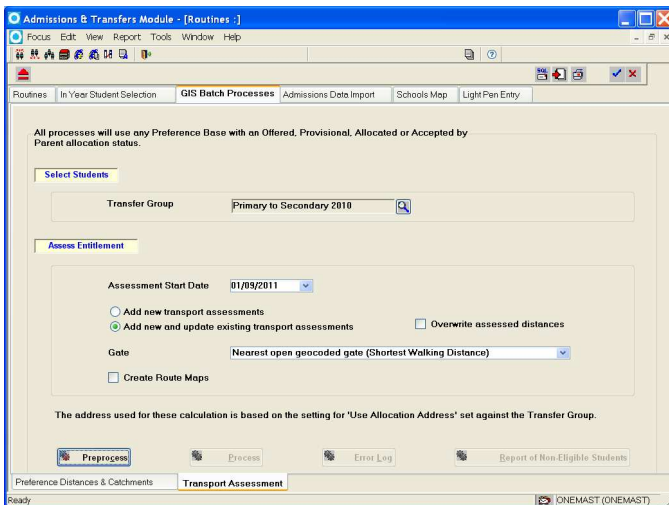 Admissions & Transfers Module - [Routines :]
Focus Edit View Report Tools Window Help
Routines In Year Student Selection GIS Batch Processes Admissions Data Import Schools Map Light Pen Entry
All processes will use any Preference Base with an Offered, Provisional, Allocated or Accepted by
Parent allocation status.
Select Students
Transfer Group Primary to Secondary 2010
Assess Entitlement
Assessment Start Date 01/09/2011
Add new transport assessments
Add new and update existing transport assessments Overwrite assessed distances
Gate Nearest open geocoded gate (Shortest Walking Distance)
Create Route Maps
The address used for these calculation is based on the setting for 'Use Allocation Address' set against the Transfer Group.
Preprocess Process Error Log Report of Non-Eligible Students
Preference Distances & Catchments Transport Assessment
Ready ONEMAST (ONEMAST)